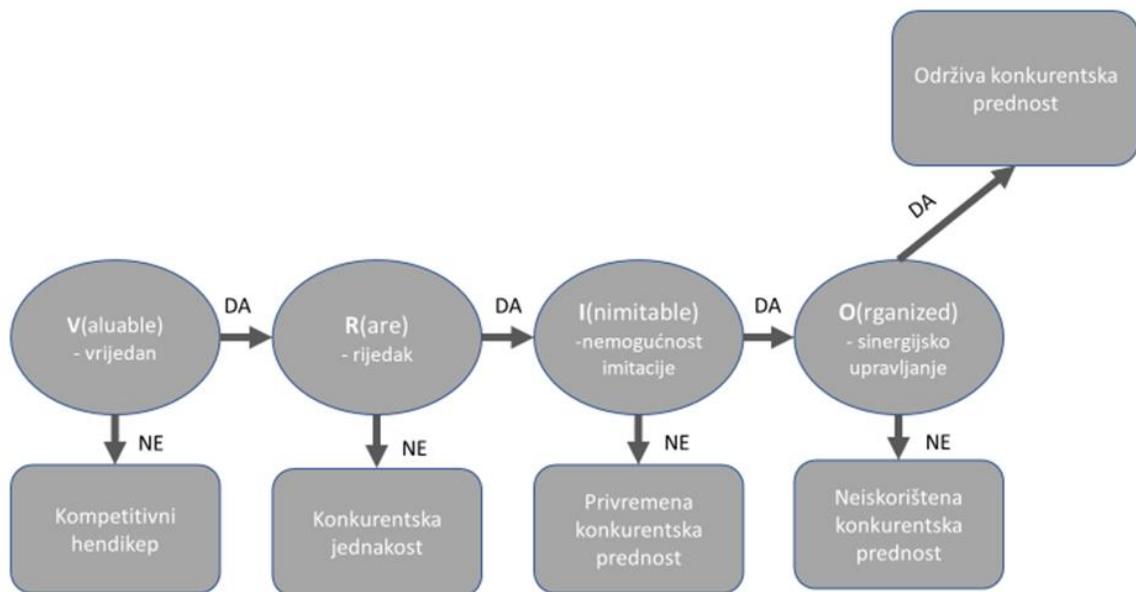 Održiva konkurentska
prednost
DA
V(aluable)
- vrijedan
DA
R(are)
- rijedak
DA
I(nimitable)
-nemogućnost
imitacije
DA
O(rganized)
- sinergijsko
upravljanje
NE
NE
NE
NE
Kompetitivni
hendikep
Konkurentska
jednakost
Privremena
konkurentska
prednost
Neiskorištena
konkurentska
prednost